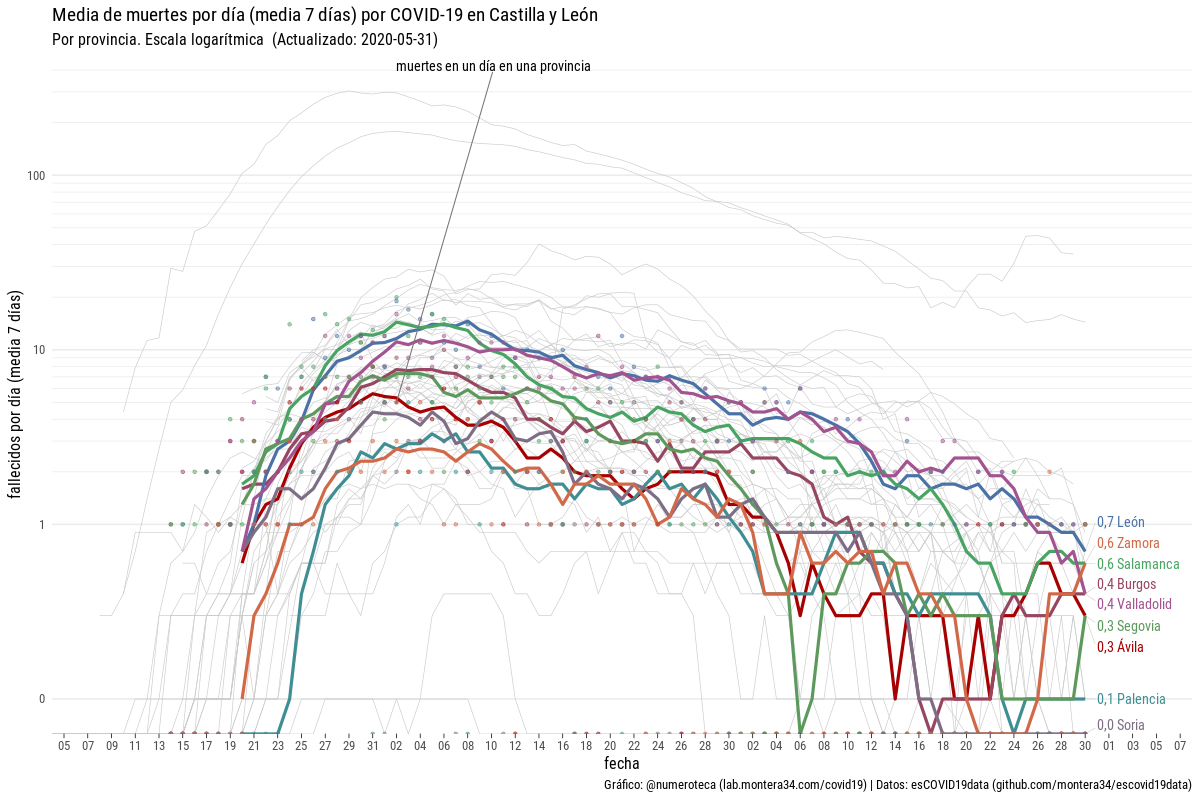 Media de muertes por día (media 7 días) por COVID-19 en Castilla y León
Por provincia. Escala logarítmica (Actualizado: 2020-05-31)
muertes en un día en una provincia
fallecidos por día (media 7 días)
100
10
1
0
0,7 León
0,6 Zamora
0,6 Salamanca
0,4 Burgos
0,4 Valladolid
0,3 Segovia
0,3 Ávila
0,1 Palencia
0,0 Soria
05 07 09 11 13 15 17 19 21 23 25 27 29 31 02 04 06 08 10 12 14 16 18 20 22 24 26 28 30 02 04 06 08 10 12 14 16 18 20 22 24 26 28 30 01 03 05 07
fecha
Gráfico: @numeroteca (lab.montera34.com/covid19) | Datos: esCOVID19data (github.com/montera34/escovid19data)